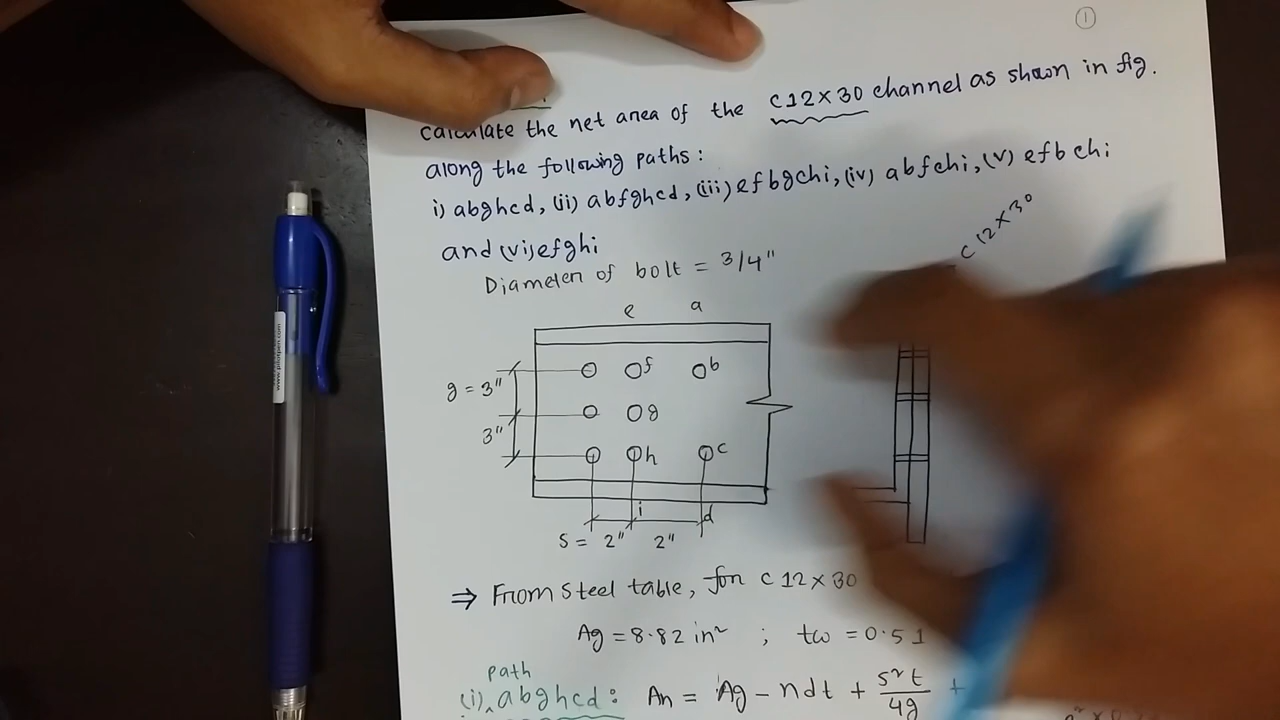 1
calculate the net area of the C12×30 channel as shown in fig.
along the following paths:
i) abghcd, (ii) abfghcd, (iii) efbgchi, (iv) abfchi, (v) efbchi
and (vi) efghi
Diameter of bolt = 3/4"
C 12×30
e a
f b
g = 3"
g
3"
h c
i d
S = 2" 2"
⇒ From Steel table, for C 12×30
Ag = 8.82 in² ; tw = 0.51
path
(i) abghcd: An = Ag - ndt + s²t/4g +